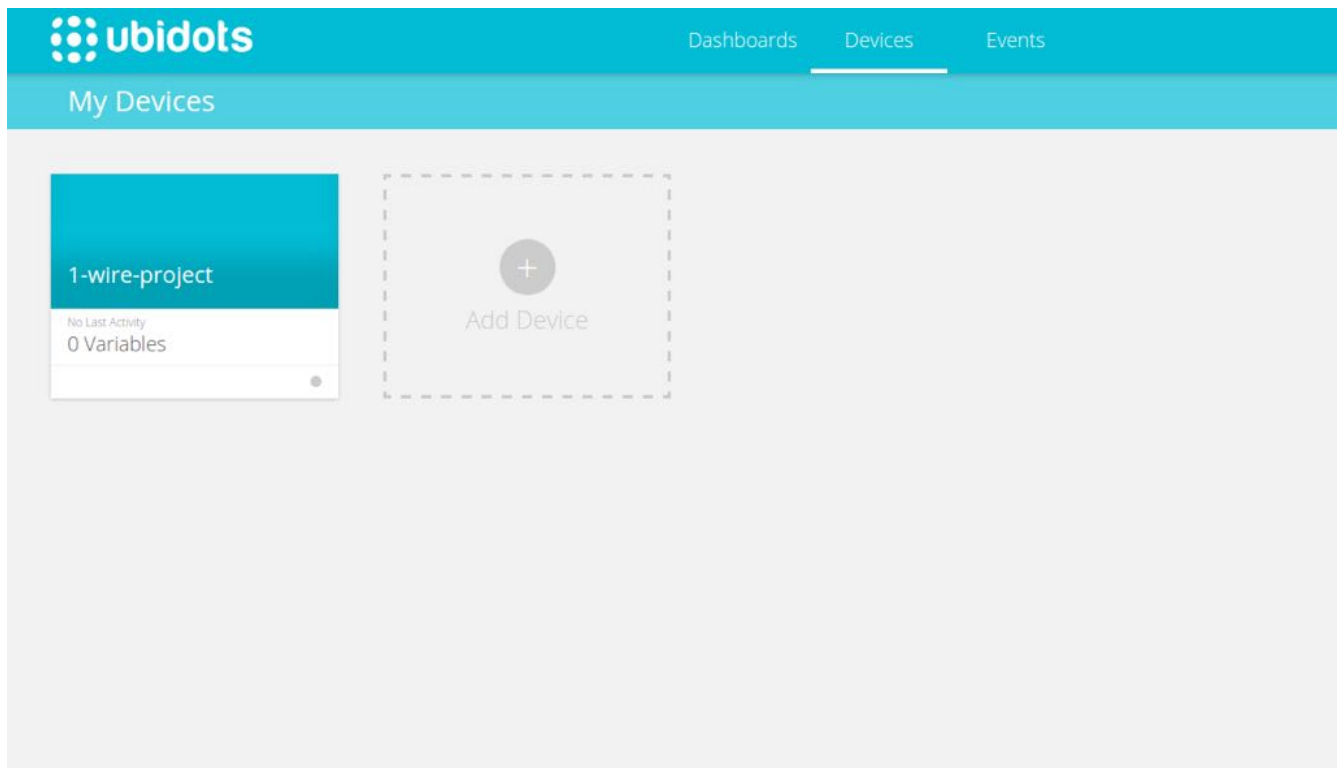 ubidots
Dashboards Devices Events
My Devices
1-wire-project
No Last Activity
0 Variables
+
Add Device